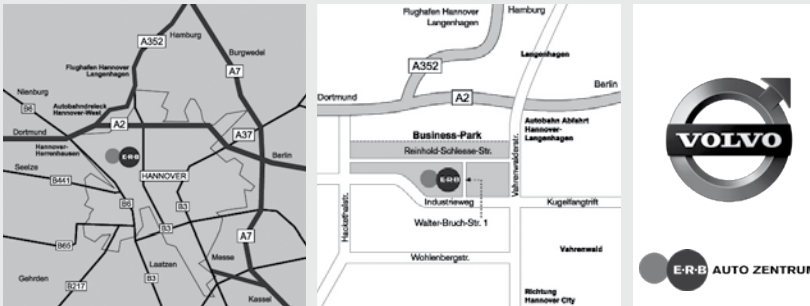 A352
Hamburg
Burgwedel
Flughafen Hannover
Langenhagen
A7
Nienburg
B6
Autobahndreieck
Hannover-West
Dortmund
A2
A37
Hannover-
Herrenhausen
E·R·B
Berlin
Seelze
B441
HANNOVER
B6
B3
B3
B65
A7
Laatzen
Messe
Gehrden
B217
B3
Kassel
Flughafen Hannover
Langenhagen
Hamburg
Langenhagen
A352
Berlin
Dortmund
A2
Autobahn Abfahrt
Hannover-
Langenhagen
Business-Park
Reinhold-Schleese-Str.
Vahrenwalderstr.
E·R·B
Industrieweg
Kugelfangtrift
Hackethalstr.
Walter-Bruch-Str. 1
Vahrenwald
Wohlenbergstr.
Richtung
Hannover City
VOLVO
E·R·B AUTO ZENTRUM